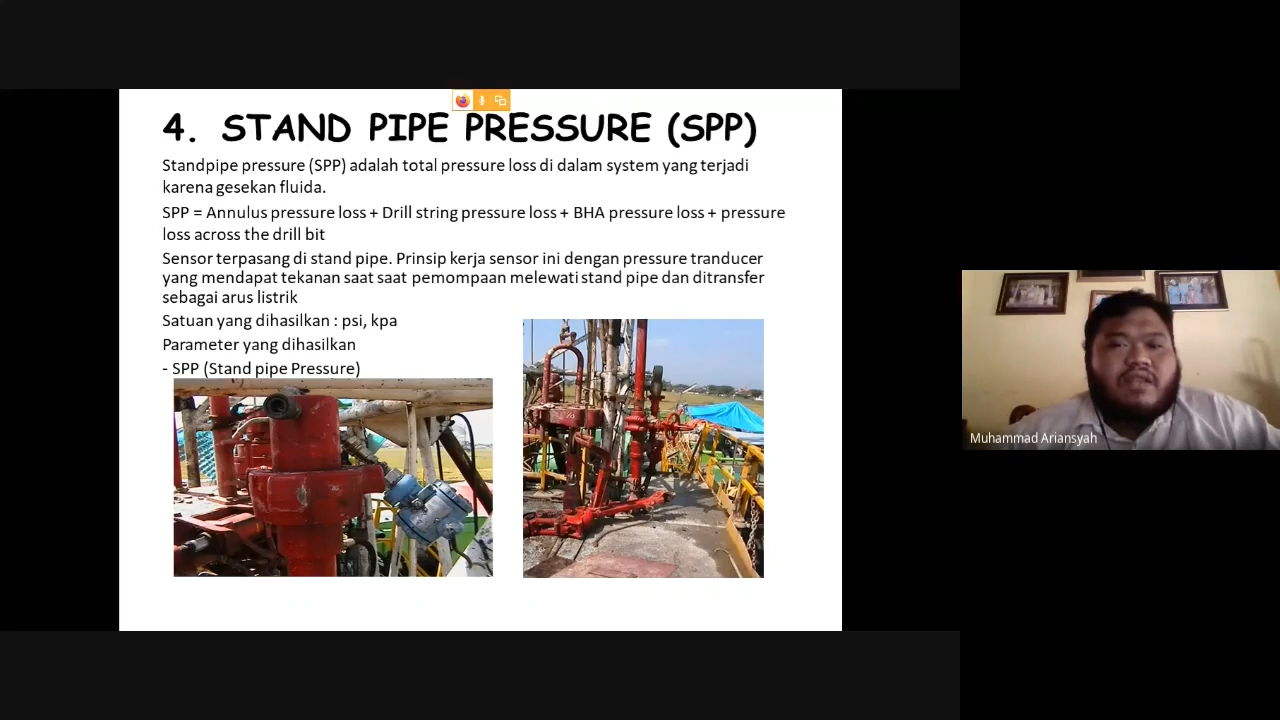 4. STAND PIPE PRESSURE (SPP)
Standpipe pressure (SPP) adalah total pressure loss di dalam system yang terjadi
karena gesekan fluida.
SPP = Annulus pressure loss + Drill string pressure loss + BHA pressure loss + pressure
loss across the drill bit
Sensor terpasang di stand pipe. Prinsip kerja sensor ini dengan pressure tranducer
yang mendapat tekanan saat saat pemompaan melewati stand pipe dan ditransfer
sebagai arus listrik
Satuan yang dihasilkan : psi, kpa
Parameter yang dihasilkan
- SPP (Stand pipe Pressure)
Muhammad Ariansyah